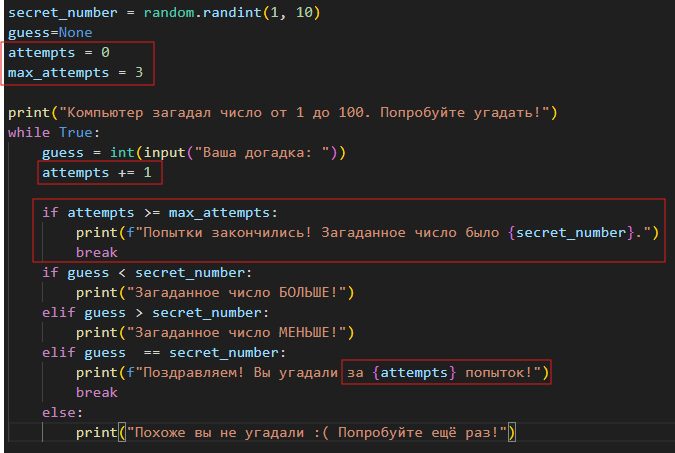 secret_number = random.randint(1, 10)
guess=None
attempts = 0
max_attempts = 3
print("Компьютер загадал число от 1 до 100. Попробуйте угадать!")
while True:
guess = int(input("Ваша догадка: "))
attempts += 1
if attempts >= max_attempts:
print(f"Попытки закончились! Загаданное число было {secret_number}.")
break
if guess < secret_number:
print("Загаданное число БОЛЬШЕ!")
elif guess > secret_number:
print("Загаданное число МЕНЬШЕ!")
elif guess  == secret_number:
print(f"Поздравляем! Вы угадали за {attempts} попыток!")
break
else:
print("Похоже вы не угадали :( Попробуйте ещё раз!")